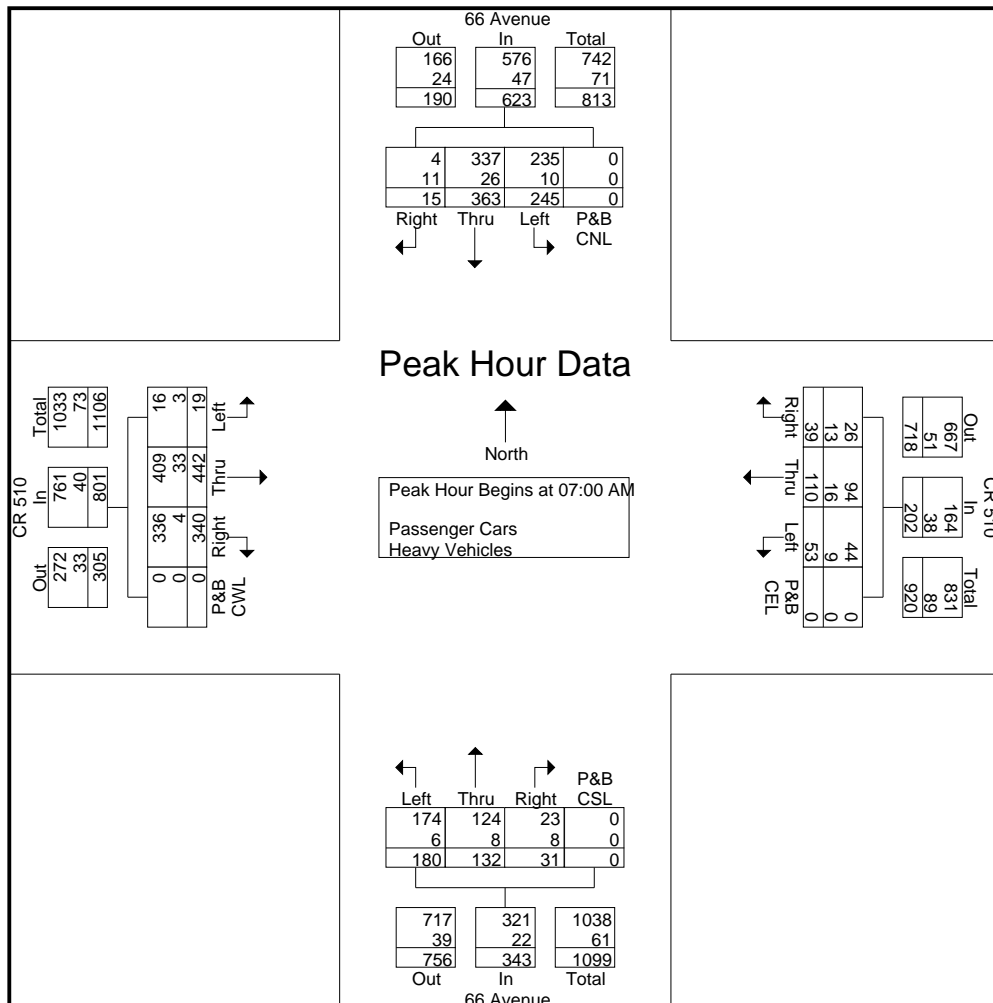 66 Avenue
Out In Total
166 576 742
24 47 71
190 623 813
4 337 235 0
11 26 10 0
15 363 245 0
Right Thru Left P&B
CNL
Peak Hour Data
North
Peak Hour Begins at 07:00 AM
Passenger Cars
Heavy Vehicles
CR 510
Out In Total
272 761 1033
33 40 73
305 801 1106
0 336 409 16
0 4 33 3
0 340 442 19
P&B Right Thru Left
CWL
CR 510
Out In Total
667 164 831
51 38 89
718 202 920
26 94 44 0
13 16 9 0
39 110 53 0
Right Thru Left P&B
CEL
P&B
Left Thru Right CSL
174 124 23 0
6 8 8 0
180 132 31 0
717 321 1038
39 22 61
756 343 1099
Out In Total
66 Avenue